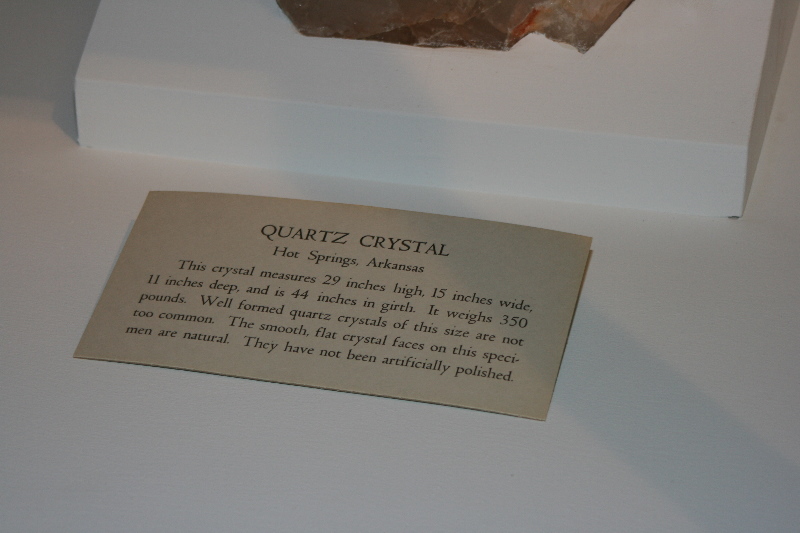 QUARTZ CRYSTAL
Hot Springs, Arkansas
This crystal measures 29 inches high, 15 inches wide,
11 inches deep, and is 44 inches in girth. It weighs 350
pounds. Well formed quartz crystals of this size are not
too common. The smooth, flat crystal faces on this speci-
men are natural. They have not been artificially polished.